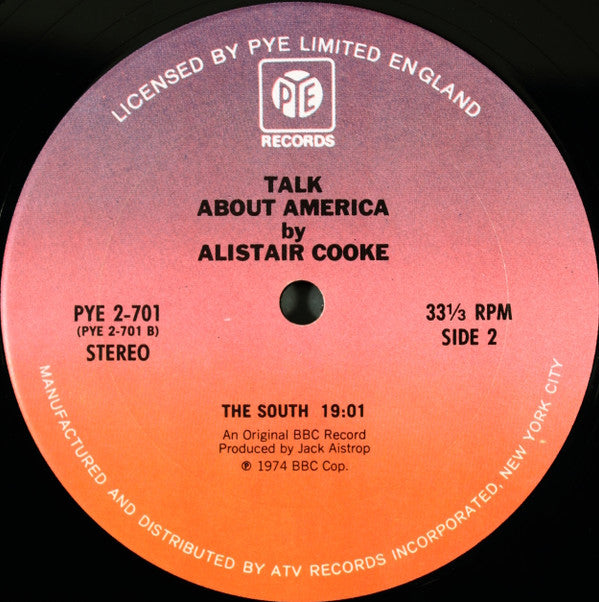 LICENSED BY PYE LIMITED ENGLAND
PYE
RECORDS
TALK
ABOUT AMERICA
by
ALISTAIR COOKE
PYE 2-701
(PYE 2-701 B)
STEREO
33⅓ RPM
SIDE 2
THE SOUTH 19:01
An Original BBC Record
Produced by Jack Aistrop
℗ 1974 BBC Cop.
MANUFACTURED AND DISTRIBUTED BY ATV RECORDS INCORPORATED, NEW YORK CITY